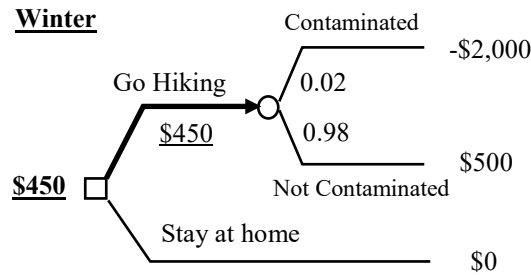 Winter
Contaminated
-$2,000
Go Hiking
0.02
$450
0.98
$500
$450
Not Contaminated
Stay at home
$0